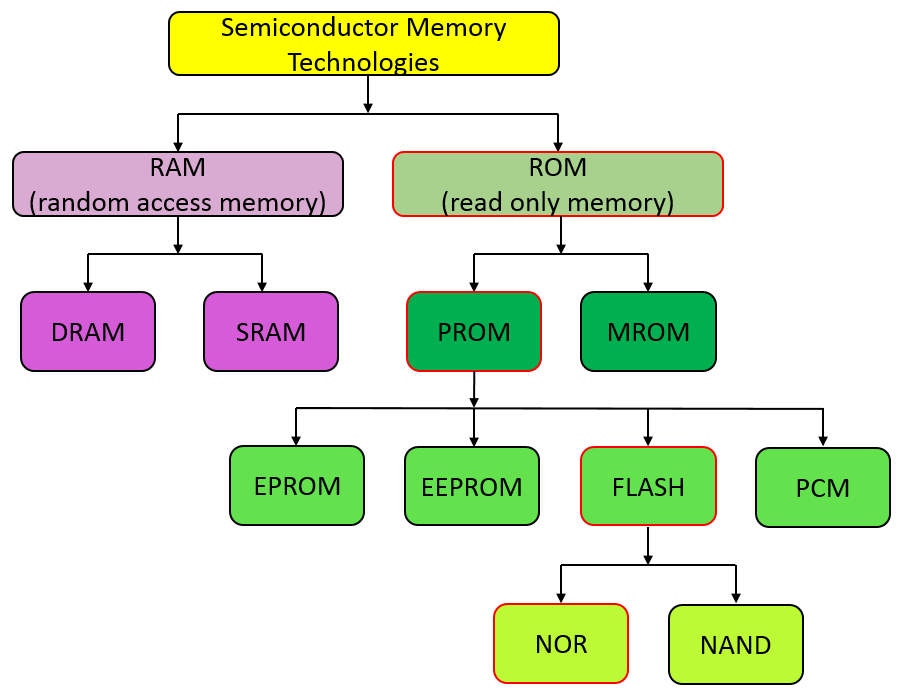 Semiconductor Memory
Technologies
RAM
(random access memory)
ROM
(read only memory)
DRAM
SRAM
PROM
MROM
EPROM
EEPROM
FLASH
PCM
NOR
NAND